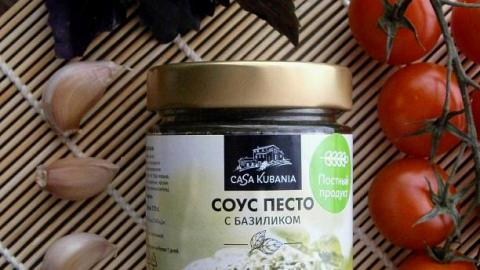 CASA KUBANIA
СОУС ПЕСТО
С БАЗИЛИКОМ
Постный
продукт